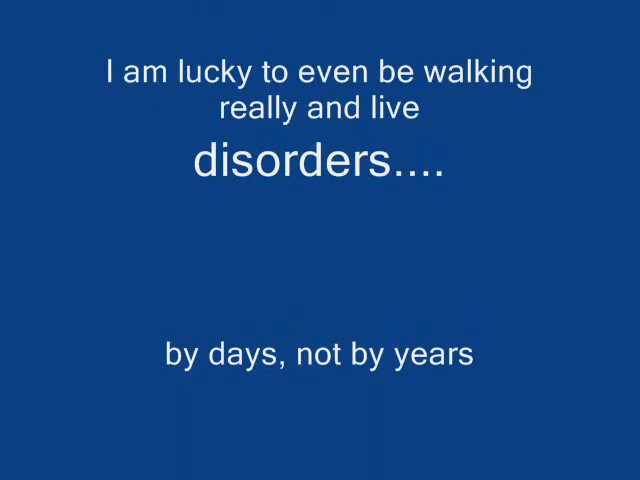 I am lucky to even be walking
really and live
disorders....
by days, not by years